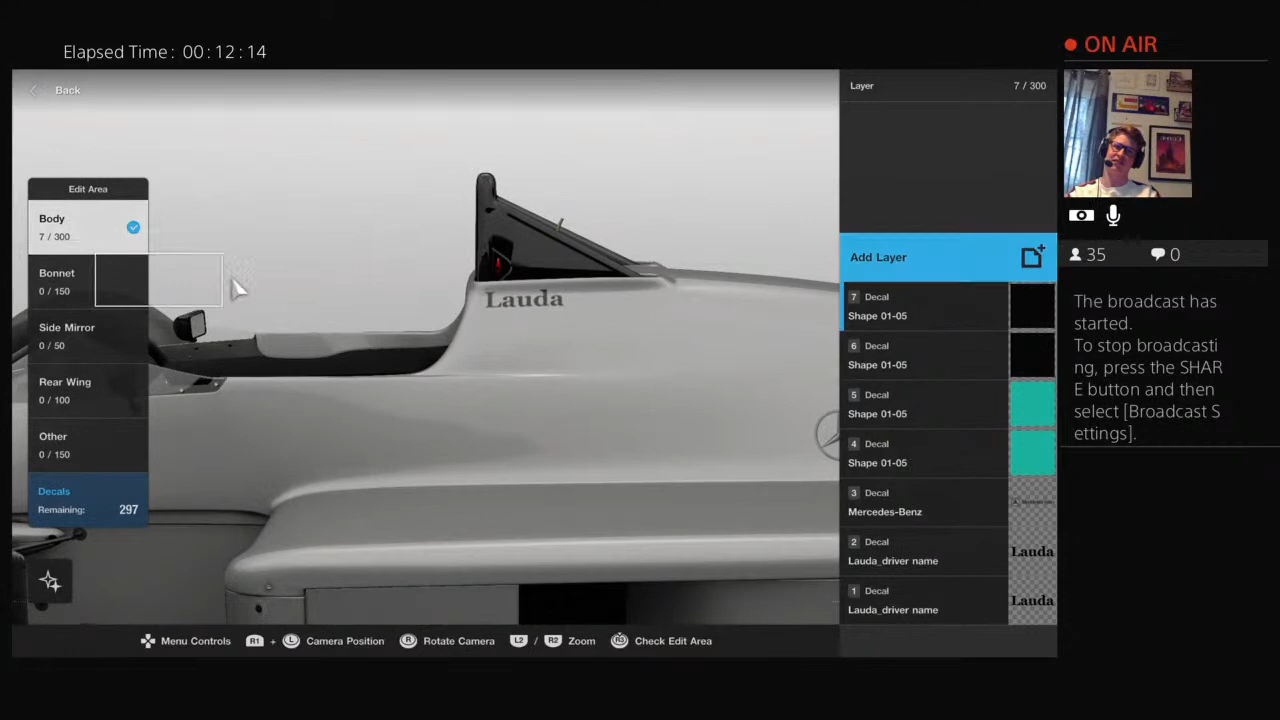 Elapsed Time: 00:12:14
ON AIR
Back
Layer 7 / 300
Edit Area
Body
7 / 300
Bonnet
0 / 150
Side Mirror
0 / 50
Rear Wing
0 / 100
Other
0 / 150
Decals
Remaining: 297
Lauda
Add Layer
7 Decal
Shape 01-05
6 Decal
Shape 01-05
5 Decal
Shape 01-05
4 Decal
Shape 01-05
3 Decal
Mercedes-Benz
2 Decal
Lauda_driver name
Lauda
1 Decal
Lauda_driver name
Lauda
35 0
The broadcast has
started.
To stop broadcasti
ng, press the SHAR
E button and then
select [Broadcast S
ettings].
Menu Controls R1 + L Camera Position R Rotate Camera L2 / R2 Zoom R3 Check Edit Area